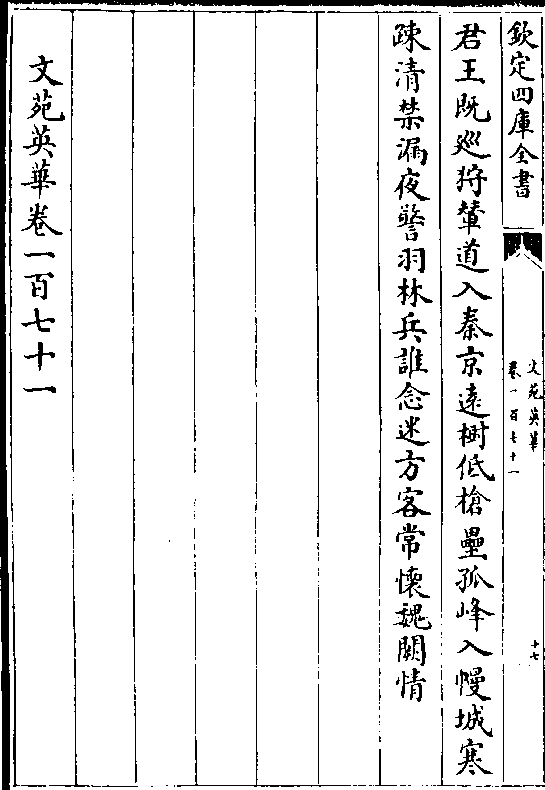 欽定四庫全書
文苑英華
卷一百七十一
十七
君王既廵狩輦道入秦京遠樹低槍壘孤峰入幔城寒
踈清禁漏夜警羽林兵誰念迷方客常懷魏闕情
文苑英華卷一百七十一